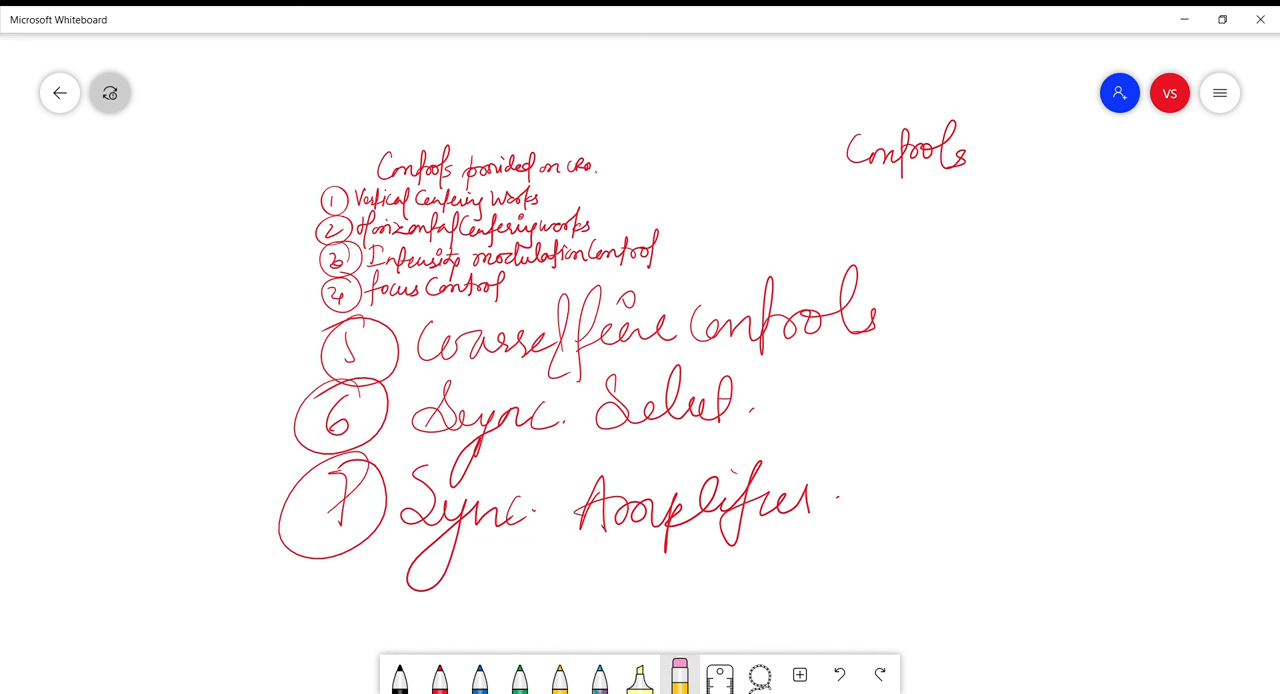 Microsoft Whiteboard
VS
Controls
Controls provided on CRO.
1 Vertical Centering Works
2 Horizontal Centering works
3 Intensity modulation Control
4 focus Control
5 Coarse/fine Controls
6 Sync. Select.
7 Sync. Amplifier.